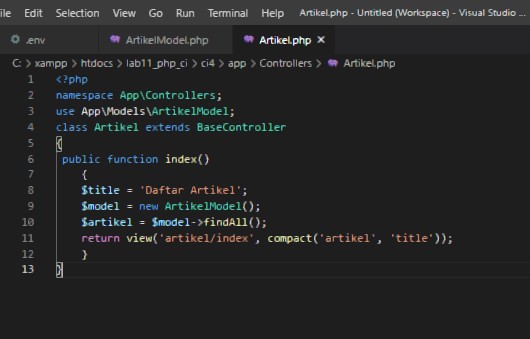 ile Edit Selection View Go Run Terminal Help Artikel.php - Untitled (Workspace) - Visual Studio ...
.env ArtikelModel.php Artikel.php ×
C: > xampp > htdocs > lab11_php_ci > ci4 > app > Controllers > Artikel.php
1 <?php
2 namespace App\Controllers;
3 use App\Models\ArtikelModel;
4 class Artikel extends BaseController
5 {
6 public function index()
7 {
8 $title = 'Daftar Artikel';
9 $model = new ArtikelModel();
10 $artikel = $model->findAll();
11 return view('artikel/index', compact('artikel', 'title'));
12 }
13 }